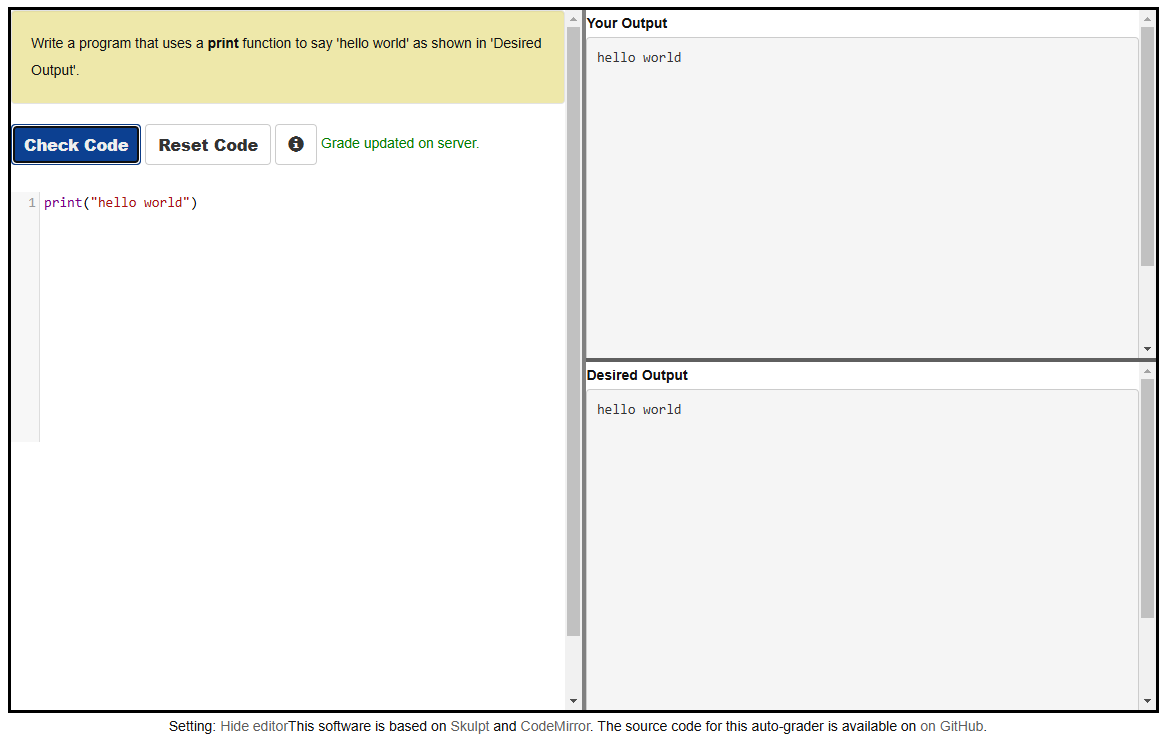 Write a program that uses a print function to say 'hello world' as shown in 'Desired
Output'.
Check Code
Reset Code
Grade updated on server.
1
print("hello world")
Your Output
hello world
Desired Output
hello world
Setting: Hide editorThis software is based on Skulpt and CodeMirror. The source code for this auto-grader is available on on GitHub.